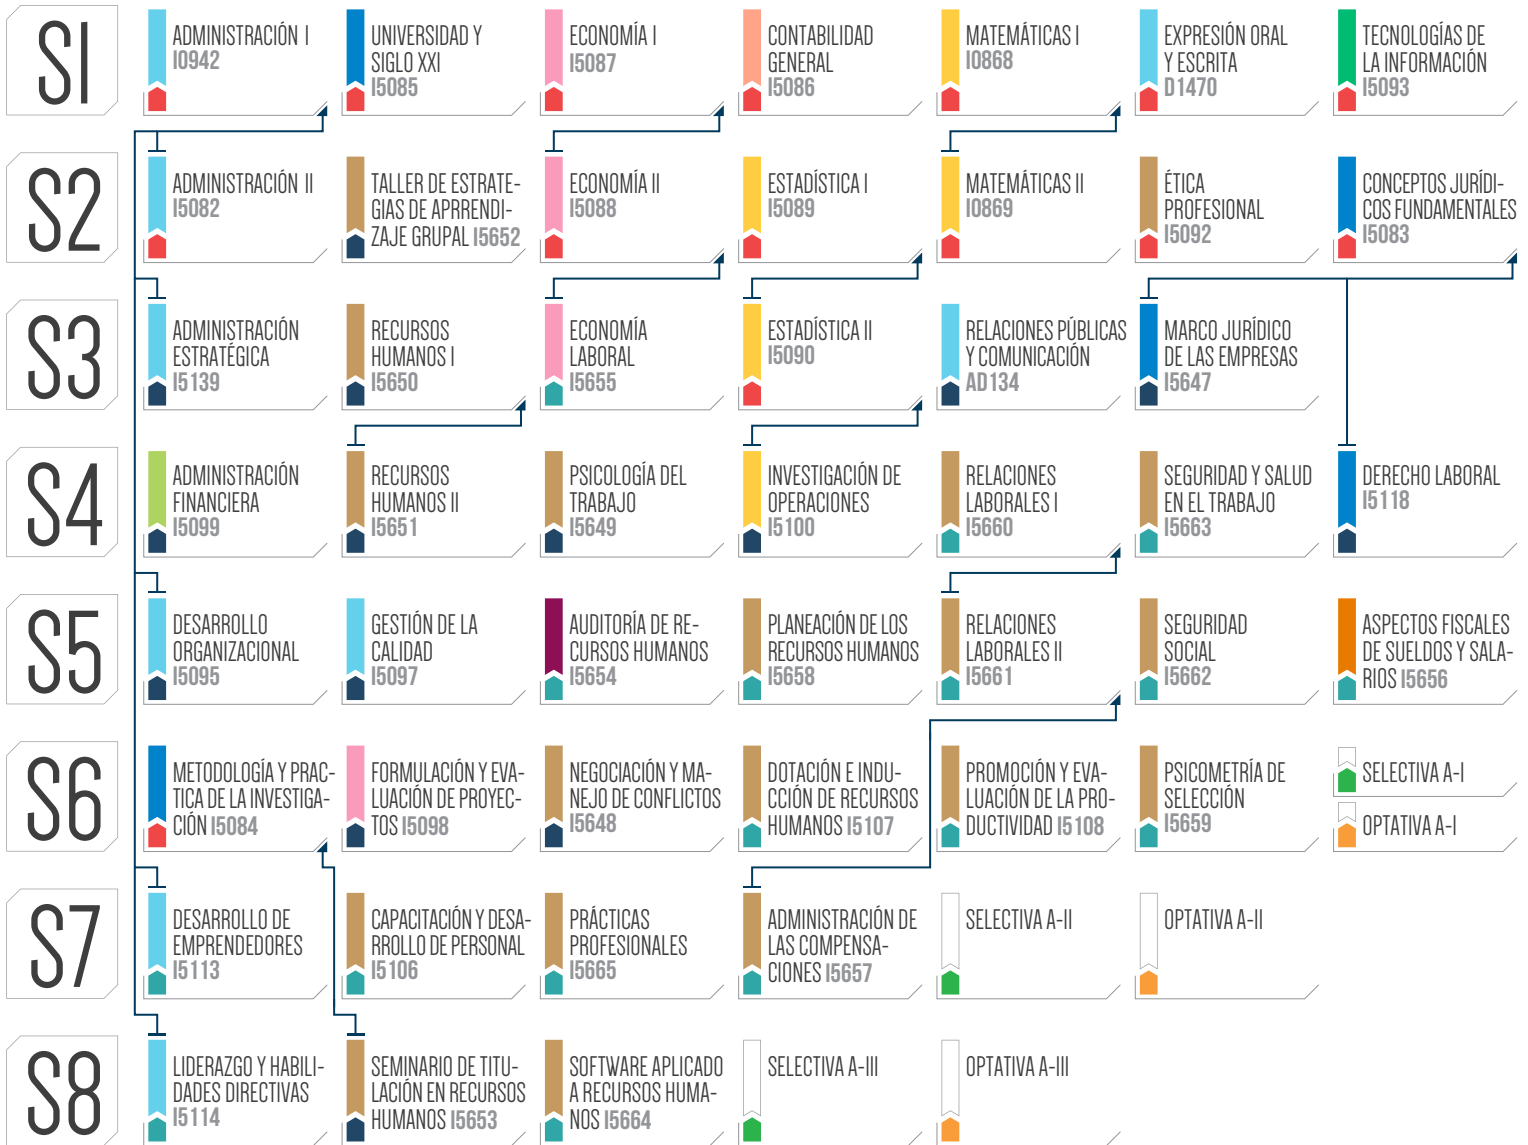 S1
ADMINISTRACIÓN I
I0942
UNIVERSIDAD Y
SIGLO XXI
I5085
ECONOMÍA I
I5087
CONTABILIDAD
GENERAL
I5086
MATEMÁTICAS I
I0868
EXPRESIÓN ORAL
Y ESCRITA
D1470
TECNOLOGÍAS DE
LA INFORMACIÓN
I5093
S2
ADMINISTRACIÓN II
I5082
TALLER DE ESTRATE-
GIAS DE APRRENDI-
ZAJE GRUPAL I5652
ECONOMÍA II
I5088
ESTADÍSTICA I
I5089
MATEMÁTICAS II
I0869
ÉTICA
PROFESIONAL
I5092
CONCEPTOS JURÍDI-
COS FUNDAMENTALES
I5083
S3
ADMINISTRACIÓN
ESTRATÉGICA
I5139
RECURSOS
HUMANOS I
I5650
ECONOMÍA
LABORAL
I5655
ESTADÍSTICA II
I5090
RELACIONES PÚBLICAS
Y COMUNICACIÓN
AD134
MARCO JURÍDICO
DE LAS EMPRESAS
I5647
S4
ADMINISTRACIÓN
FINANCIERA
I5099
RECURSOS
HUMANOS II
I5651
PSICOLOGÍA DEL
TRABAJO
I5649
INVESTIGACIÓN DE
OPERACIONES
I5100
RELACIONES
LABORALES I
I5660
SEGURIDAD Y SALUD
EN EL TRABAJO
I5663
DERECHO LABORAL
I5118
S5
DESARROLLO
ORGANIZACIONAL
I5095
GESTIÓN DE LA
CALIDAD
I5097
AUDITORÍA DE RE-
CURSOS HUMANOS
I5654
PLANEACIÓN DE LOS
RECURSOS HUMANOS
I5658
RELACIONES
LABORALES II
I5661
SEGURIDAD
SOCIAL
I5662
ASPECTOS FISCALES
DE SUELDOS Y SALA-
RIOS I5656
S6
METODOLOGÍA Y PRAC-
TICA DE LA INVESTIGA-
CIÓN I5084
FORMULACIÓN Y EVA-
LUACIÓN DE PROYEC-
TOS I5098
NEGOCIACIÓN Y MA-
NEJO DE CONFLICTOS
I5648
DOTACIÓN E INDU-
CCIÓN DE RECURSOS
HUMANOS I5107
PROMOCIÓN Y EVA-
LUACIÓN DE LA PRO-
DUCTIVIDAD I5108
PSICOMETRÍA DE
SELECCIÓN
I5659
SELECTIVA A-I
OPTATIVA A-I
S7
DESARROLLO DE
EMPRENDEDORES
I5113
CAPACITACIÓN Y DESA-
RROLLO DE PERSONAL
I5106
PRÁCTICAS
PROFESIONALES
I5665
ADMINISTRACIÓN DE
LAS COMPENSA-
CIONES I5657
SELECTIVA A-II
OPTATIVA A-II
S8
LIDERAZGO Y HABILI-
DADES DIRECTIVAS
I5114
SEMINARIO DE TITU-
LACIÓN EN RECURSOS
HUMANOS I5653
SOFTWARE APLICADO
A RECURSOS HUMA-
NOS I5664
SELECTIVA A-III
OPTATIVA A-III